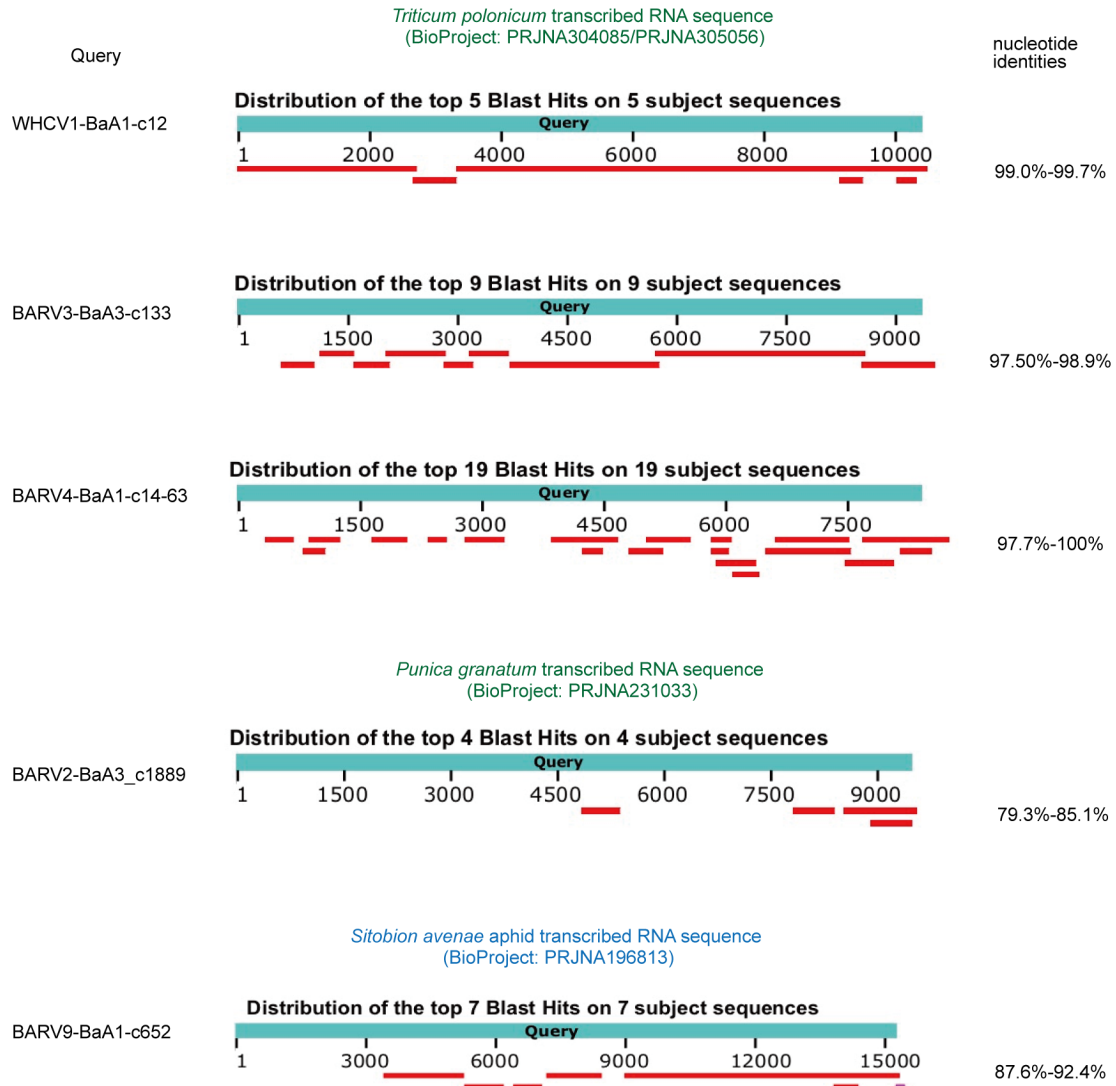 Triticum polonicum transcribed RNA sequence
(BioProject: PRJNA304085/PRJNA305056)
Query
nucleotide
identities
Distribution of the top 5 Blast Hits on 5 subject sequences
WHCV1-BaA1-c12
Query
1 2000 4000 6000 8000 10000
99.0%-99.7%
Distribution of the top 9 Blast Hits on 9 subject sequences
BARV3-BaA3-c133
Query
1 1500 3000 4500 6000 7500 9000
97.50%-98.9%
Distribution of the top 19 Blast Hits on 19 subject sequences
BARV4-BaA1-c14-63
Query
1 1500 3000 4500 6000 7500
97.7%-100%
Punica granatum transcribed RNA sequence
(BioProject: PRJNA231033)
Distribution of the top 4 Blast Hits on 4 subject sequences
BARV2-BaA3_c1889
Query
1 1500 3000 4500 6000 7500 9000
79.3%-85.1%
Sitobion avenae aphid transcribed RNA sequence
(BioProject: PRJNA196813)
Distribution of the top 7 Blast Hits on 7 subject sequences
BARV9-BaA1-c652
Query
1 3000 6000 9000 12000 15000
87.6%-92.4%